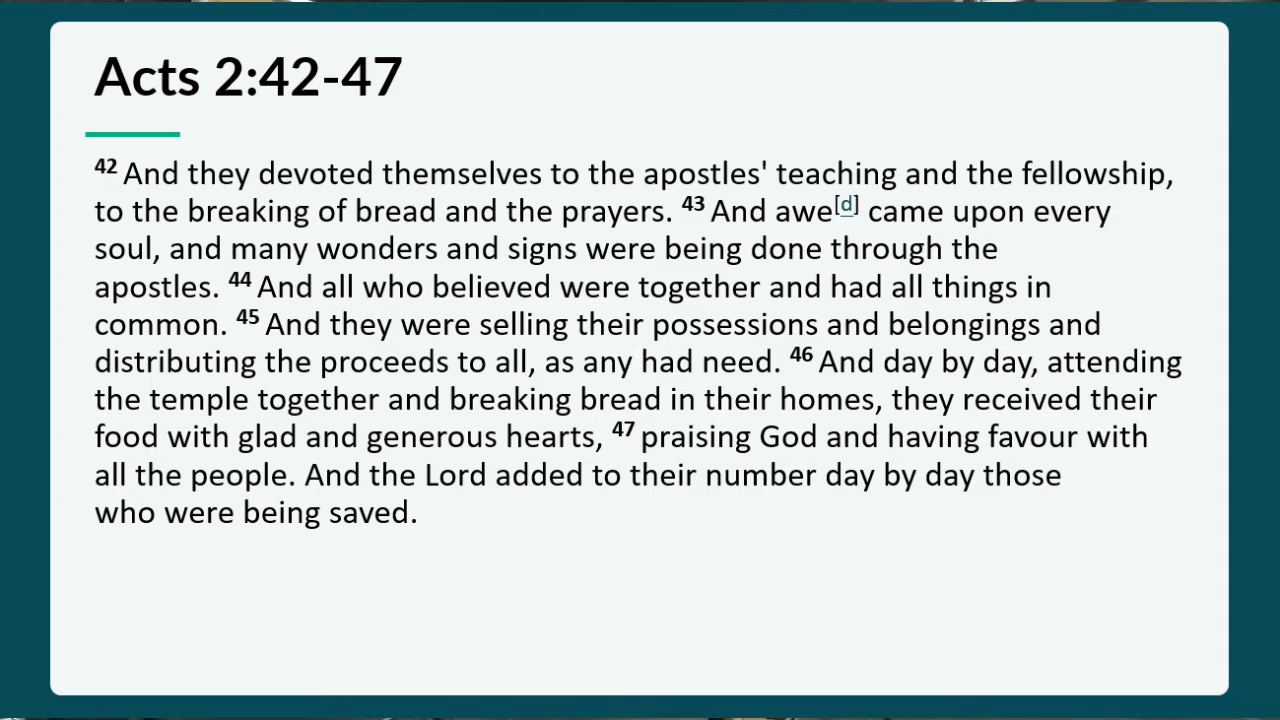 Acts 2:42-47
42 And they devoted themselves to the apostles' teaching and the fellowship,
to the breaking of bread and the prayers. 43 And awe[d] came upon every
soul, and many wonders and signs were being done through the
apostles. 44 And all who believed were together and had all things in
common. 45 And they were selling their possessions and belongings and
distributing the proceeds to all, as any had need. 46 And day by day, attending
the temple together and breaking bread in their homes, they received their
food with glad and generous hearts, 47 praising God and having favour with
all the people. And the Lord added to their number day by day those
who were being saved.